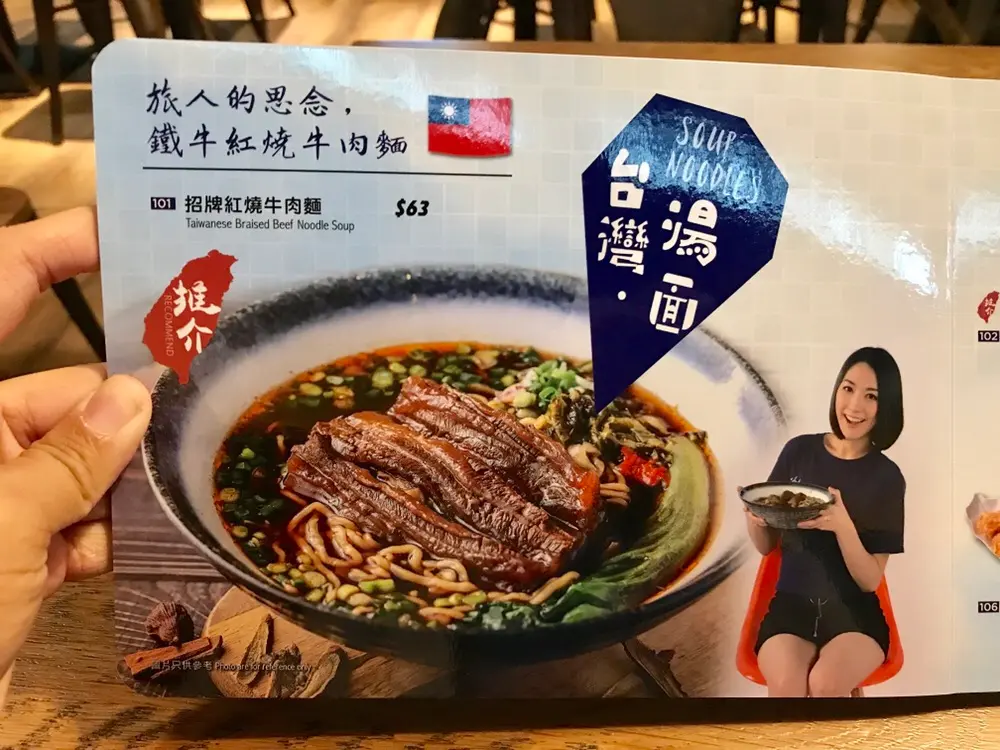 旅人的思念，
鐵牛紅燒牛肉麵
101 招牌紅燒牛肉麵 $63
Taiwanese Braised Beef Noodle Soup
推介
RECOMMEND
SOUP
NOODLES
台灣·
湯面
圖片只供參考 Photo are for reference only
102
106